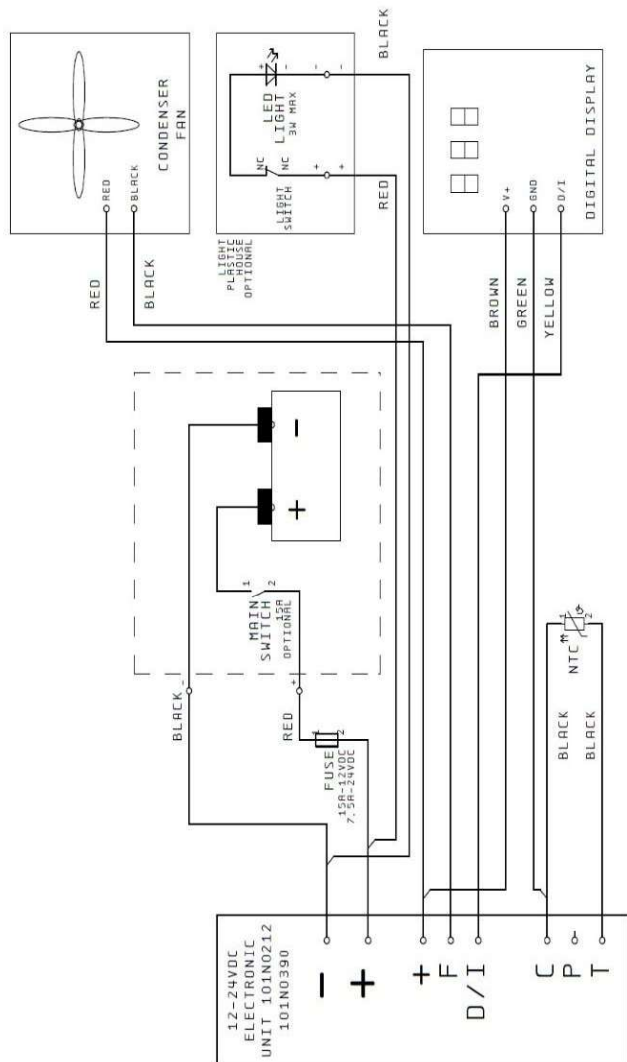 CONDENSER
FAN
RED
BLACK
RED
BLACK
LED
LIGHT
3W MAX
+
-
-
-
NC
NC
LIGHT
SWITCH
+
+
LIGHT
PLASTIC
HOUSE
OPTIONAL
BLACK
RED
DIGITAL DISPLAY
V+
GND
D/I
BROWN
GREEN
YELLOW
-
+
1
2
MAIN
SWITCH
15A
OPTIONAL
-
+
BLACK
RED
1
2
FUSE
15A-12VDC
7.5A-24VDC
1
2
NTC
BLACK
BLACK
12-24VDC
ELECTRONIC
UNIT 101N0212
101N0390
-
+
+
F
D/I
C
P
T